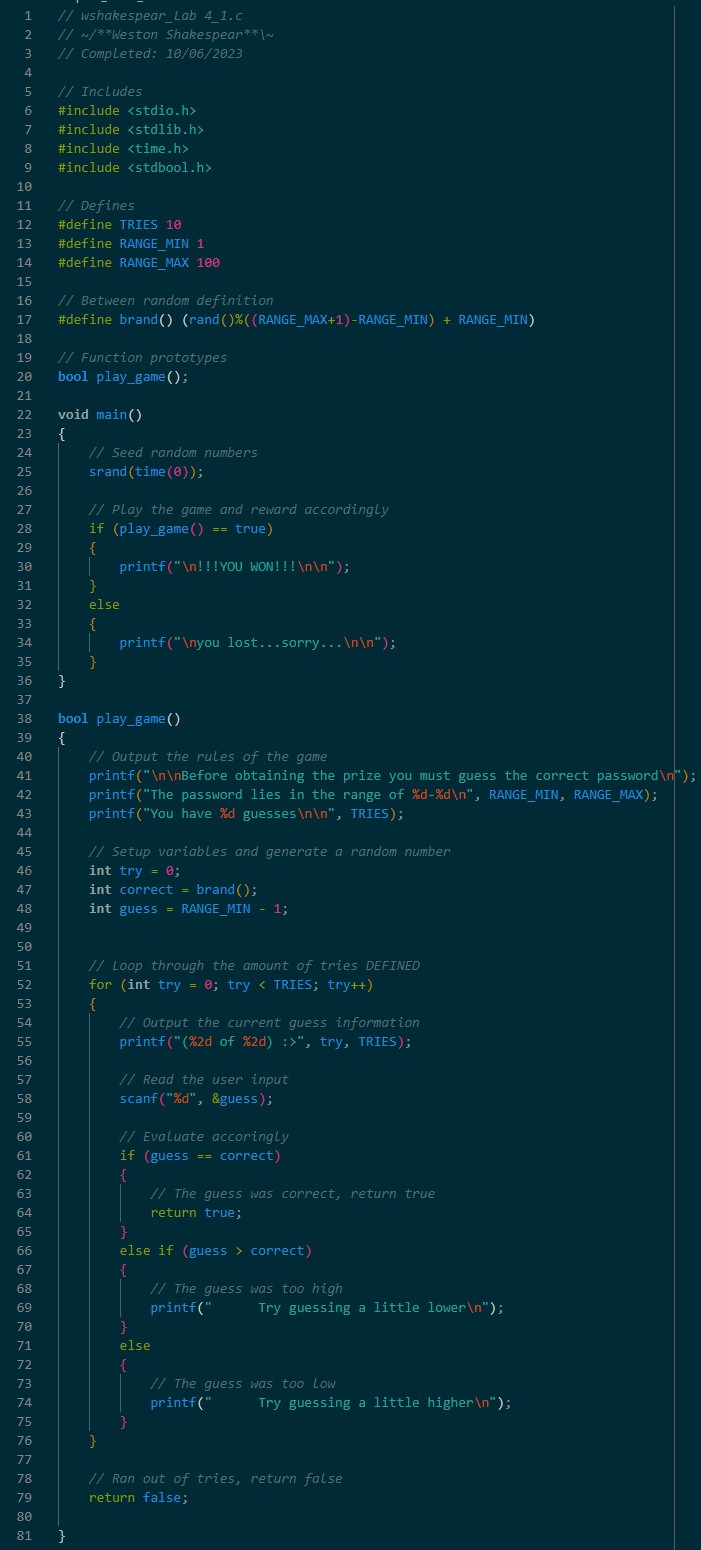 1 // wshakespear_Lab 4_1.c
2 // ~/**Weston Shakespear**\~
3 // Completed: 10/06/2023
4
5 // Includes
6 #include <stdio.h>
7 #include <stdlib.h>
8 #include <time.h>
9 #include <stdbool.h>
10
11 // Defines
12 #define TRIES 10
13 #define RANGE_MIN 1
14 #define RANGE_MAX 100
15
16 // Between random definition
17 #define brand() (rand()%((RANGE_MAX+1)-RANGE_MIN) + RANGE_MIN)
18
19 // Function prototypes
20 bool play_game();
21
22 void main()
23 {
24     // Seed random numbers
25     srand(time(0));
26
27     // Play the game and reward accordingly
28     if (play_game() == true)
29     {
30         printf("\n!!!YOU WON!!!\n\n");
31     }
32     else
33     {
34         printf("\nyou lost...sorry...\n\n");
35     }
36 }
37
38 bool play_game()
39 {
40     // Output the rules of the game
41     printf("\n\nBefore obtaining the prize you must guess the correct password\n");
42     printf("The password lies in the range of %d-%d\n", RANGE_MIN, RANGE_MAX);
43     printf("You have %d guesses\n\n", TRIES);
44
45     // Setup variables and generate a random number
46     int try = 0;
47     int correct = brand();
48     int guess = RANGE_MIN - 1;
49
50
51     // Loop through the amount of tries DEFINED
52     for (int try = 0; try < TRIES; try++)
53     {
54         // Output the current guess information
55         printf("(%2d of %2d) :>", try, TRIES);
56
57         // Read the user input
58         scanf("%d", &guess);
59
60         // Evaluate accoringly
61         if (guess == correct)
62         {
63             // The guess was correct, return true
64             return true;
65         }
66         else if (guess > correct)
67         {
68             // The guess was too high
69             printf("      Try guessing a little lower\n");
70         }
71         else
72         {
73             // The guess was too low
74             printf("      Try guessing a little higher\n");
75         }
76     }
77
78     // Ran out of tries, return false
79     return false;
80
81 }